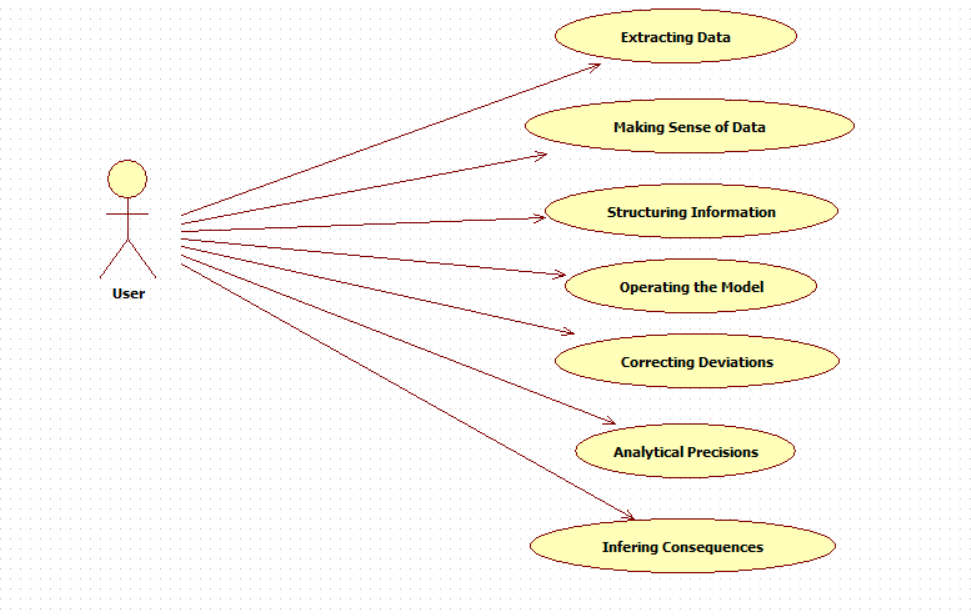 Extracting Data
Making Sense of Data
Structuring Information
Operating the Model
User
Correcting Deviations
Analytical Precisions
Infering Consequences